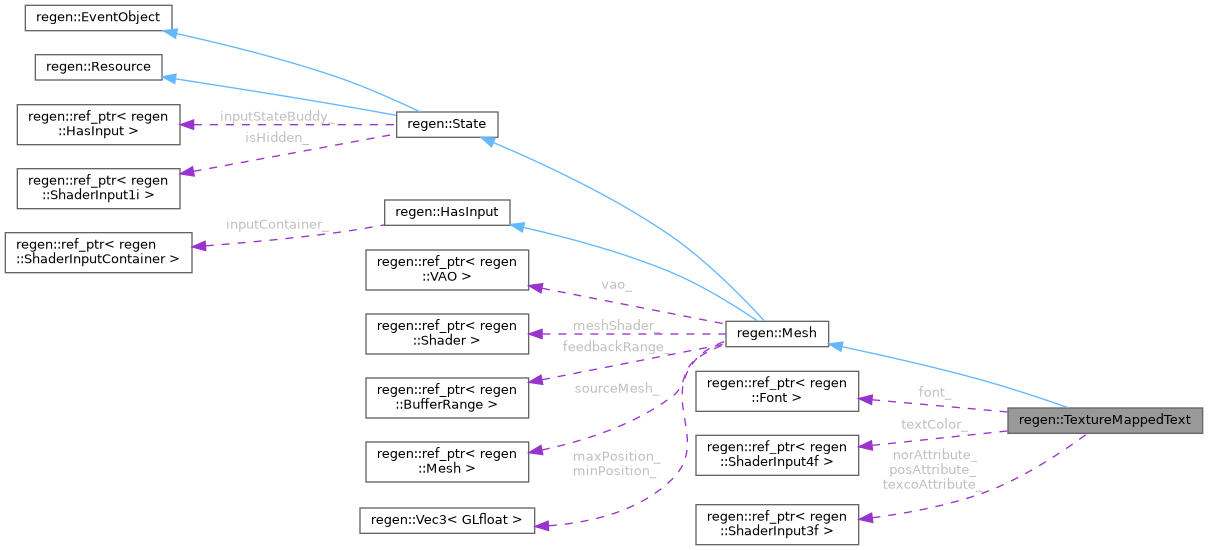 regen::EventObject
regen::Resource
regen::ref_ptr< regen
::HasInput >
inputStateBuddy_
regen::State
isHidden_
regen::ref_ptr< regen
::ShaderInput1i >
regen::HasInput
inputContainer_
regen::ref_ptr< regen
::ShaderInputContainer >
regen::ref_ptr< regen
::VAO >
vao_
regen::ref_ptr< regen
::Shader >
meshShader_
regen::Mesh
feedbackRange_
regen::ref_ptr< regen
::BufferRange >
sourceMesh_
regen::ref_ptr< regen
::Mesh >
maxPosition_
minPosition_
regen::Vec3< GLfloat >
regen::ref_ptr< regen
::Font >
font_
regen::TextureMappedText
textColor_
regen::ref_ptr< regen
::ShaderInput4f >
norAttribute_
posAttribute_
texcoAttribute_
regen::ref_ptr< regen
::ShaderInput3f >